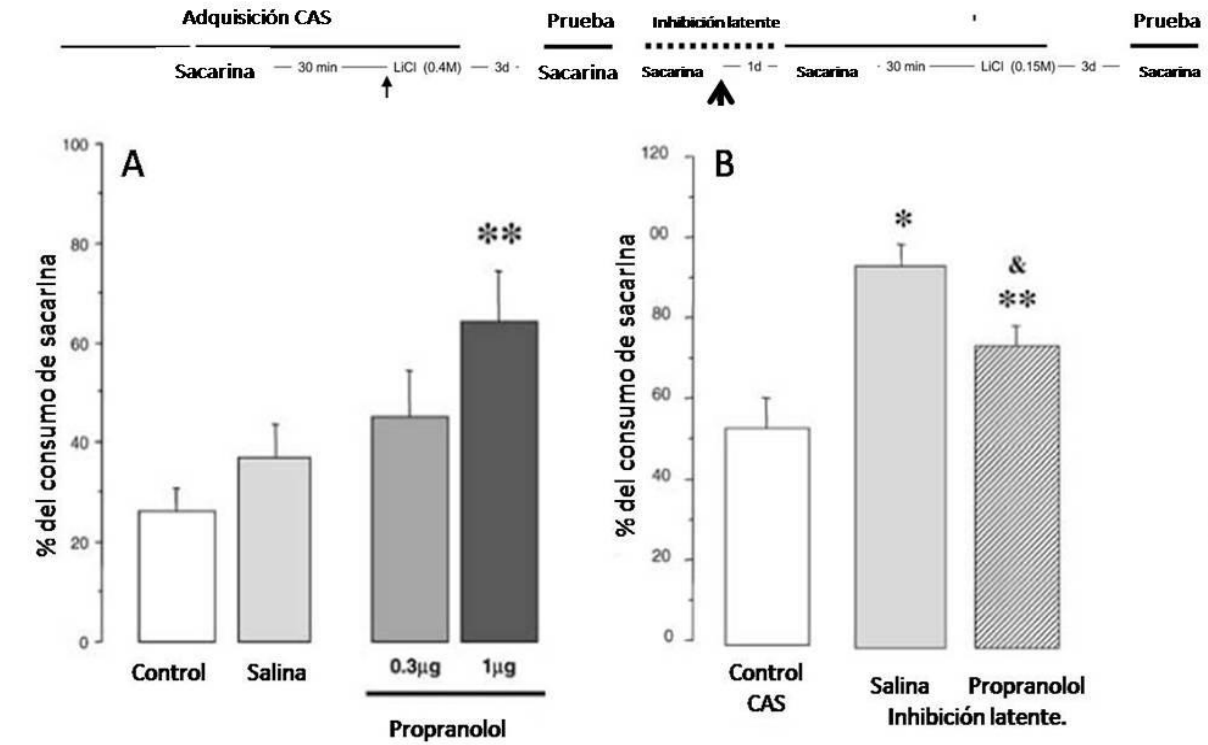 Adquisición CAS
Prueba
Inhibición latente
Prueba
Sacarina — 30 min — LiCl (0.4M) — 3d -
Sacarina
Sacarina — 1d —
Sacarina - 30 min — LiCl (0.15M) — 3d —
Sacarina
A
% del consumo de sacarina
100
80
60
40
20
0
**
Control
Salina
0.3µg
1µg
Propranolol
B
% del consumo de sacarina
120
00
80
60
40
20
0
*
&
**
Control
CAS
Salina
Propranolol
Inhibición latente.